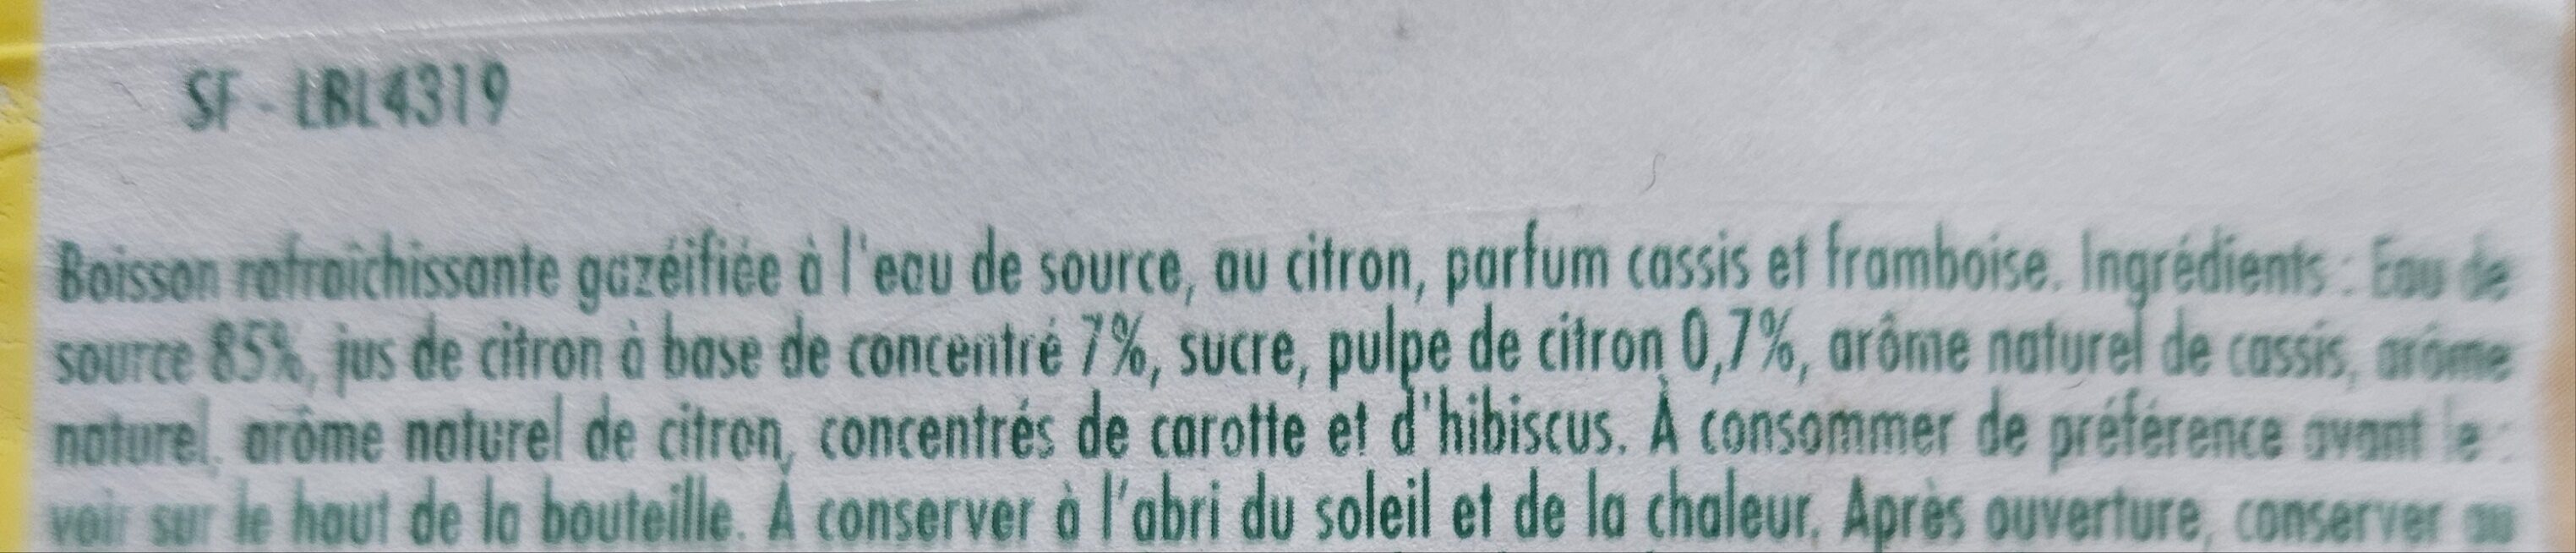 SF - LBL4319
Boisson rafraîchissante gazéifiée à l'eau de source, au citron, parfum cassis et framboise. Ingrédients : Eau de
source 85%, jus de citron à base de concentré 7%, sucre, pulpe de citron 0,7%, arôme naturel de cassis, arôme
naturel, arôme naturel de citron, concentrés de carotte et d'hibiscus. À consommer de préférence avant le :
voir sur le haut de la bouteille. À conserver à l'abri du soleil et de la chaleur. Après ouverture, conserver au